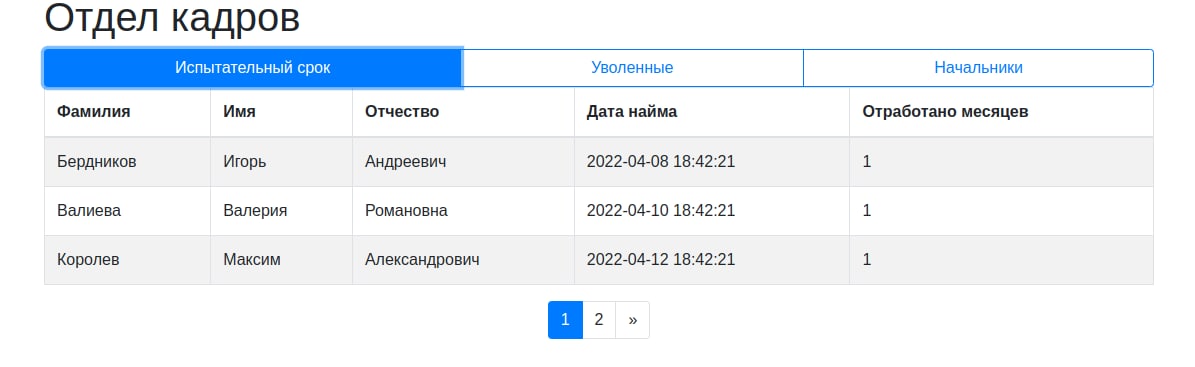 Отдел кадров
Испытательный срок Уволенные Начальники
Фамилия Имя Отчество Дата найма Отработано месяцев
Бердников Игорь Андреевич 2022-04-08 18:42:21 1
Валиева Валерия Романовна 2022-04-10 18:42:21 1
Королев Максим Александрович 2022-04-12 18:42:21 1
1 2 »